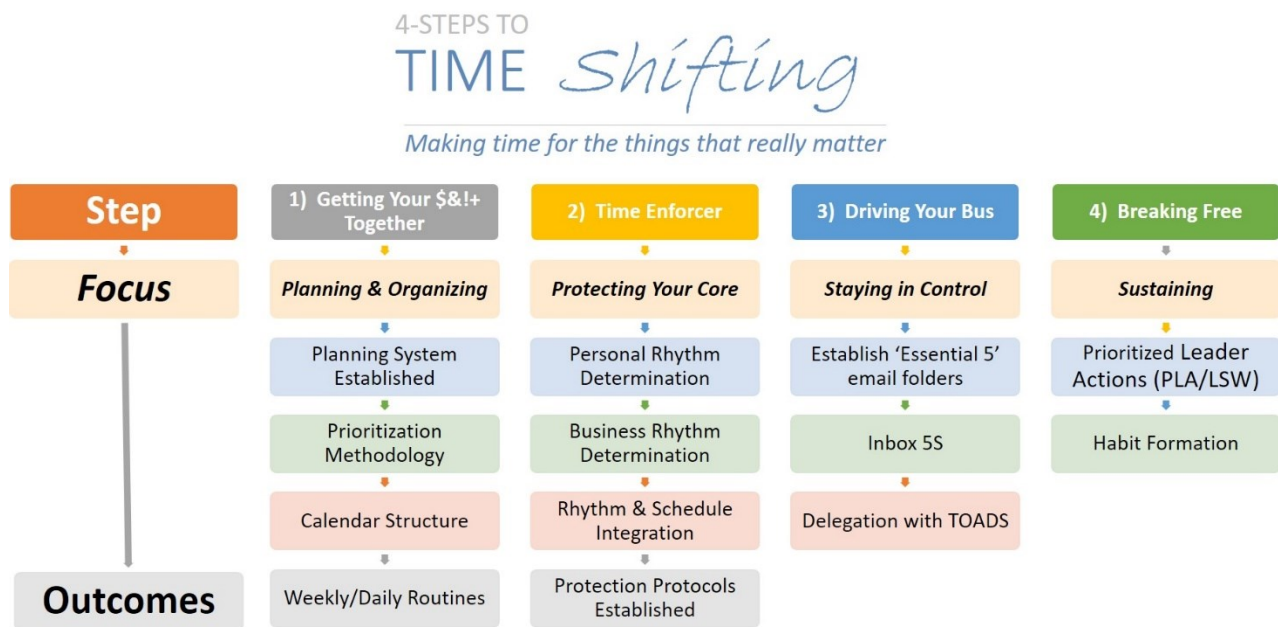 4-STEPS TO
TIME Shifting
Making time for the things that really matter
Step
Focus
Outcomes
1) Getting Your $&!+
Together
Planning & Organizing
Planning System
Established
Prioritization
Methodology
Calendar Structure
Weekly/Daily Routines
2) Time Enforcer
Protecting Your Core
Personal Rhythm
Determination
Business Rhythm
Determination
Rhythm & Schedule
Integration
Protection Protocols
Established
3) Driving Your Bus
Staying in Control
Establish ‘Essential 5’
email folders
Inbox 5S
Delegation with TOADS
4) Breaking Free
Sustaining
Prioritized Leader
Actions (PLA/LSW)
Habit Formation